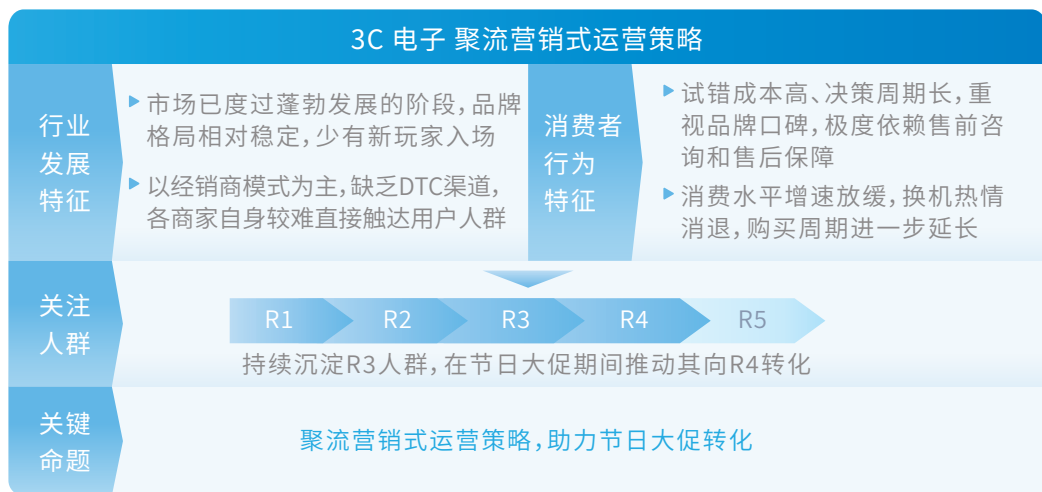 3C 电子 聚流营销式运营策略
行业
发展
特征
市场已度过蓬勃发展的阶段，品牌
格局相对稳定，少有新玩家入场
以经销商模式为主，缺乏DTC渠道，
各商家自身较难直接触达用户人群
消费者
行为
特征
试错成本高、决策周期长，重
视品牌口碑，极度依赖售前咨
询和售后保障
消费水平增速放缓，换机热情
消退，购买周期进一步延长
关注
人群
R1 R2 R3 R4 R5
持续沉淀R3人群，在节日大促期间推动其向R4转化
关键
命题
聚流营销式运营策略，助力节日大促转化